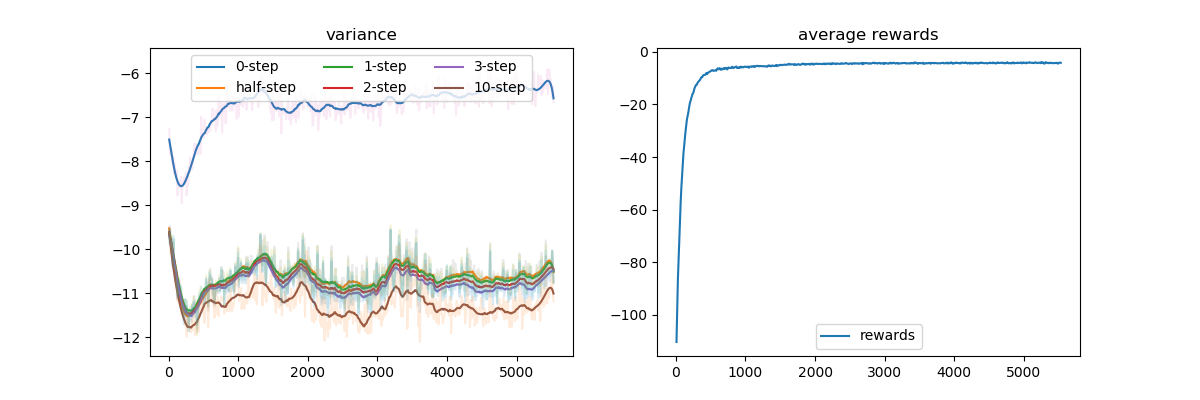 variance
0-step 1-step 3-step
half-step 2-step 10-step
−6
−7
−8
−9
−10
−11
−12
0 1000 2000 3000 4000 5000
average rewards
0
−20
−40
−60
−80
−100
rewards
0 1000 2000 3000 4000 5000